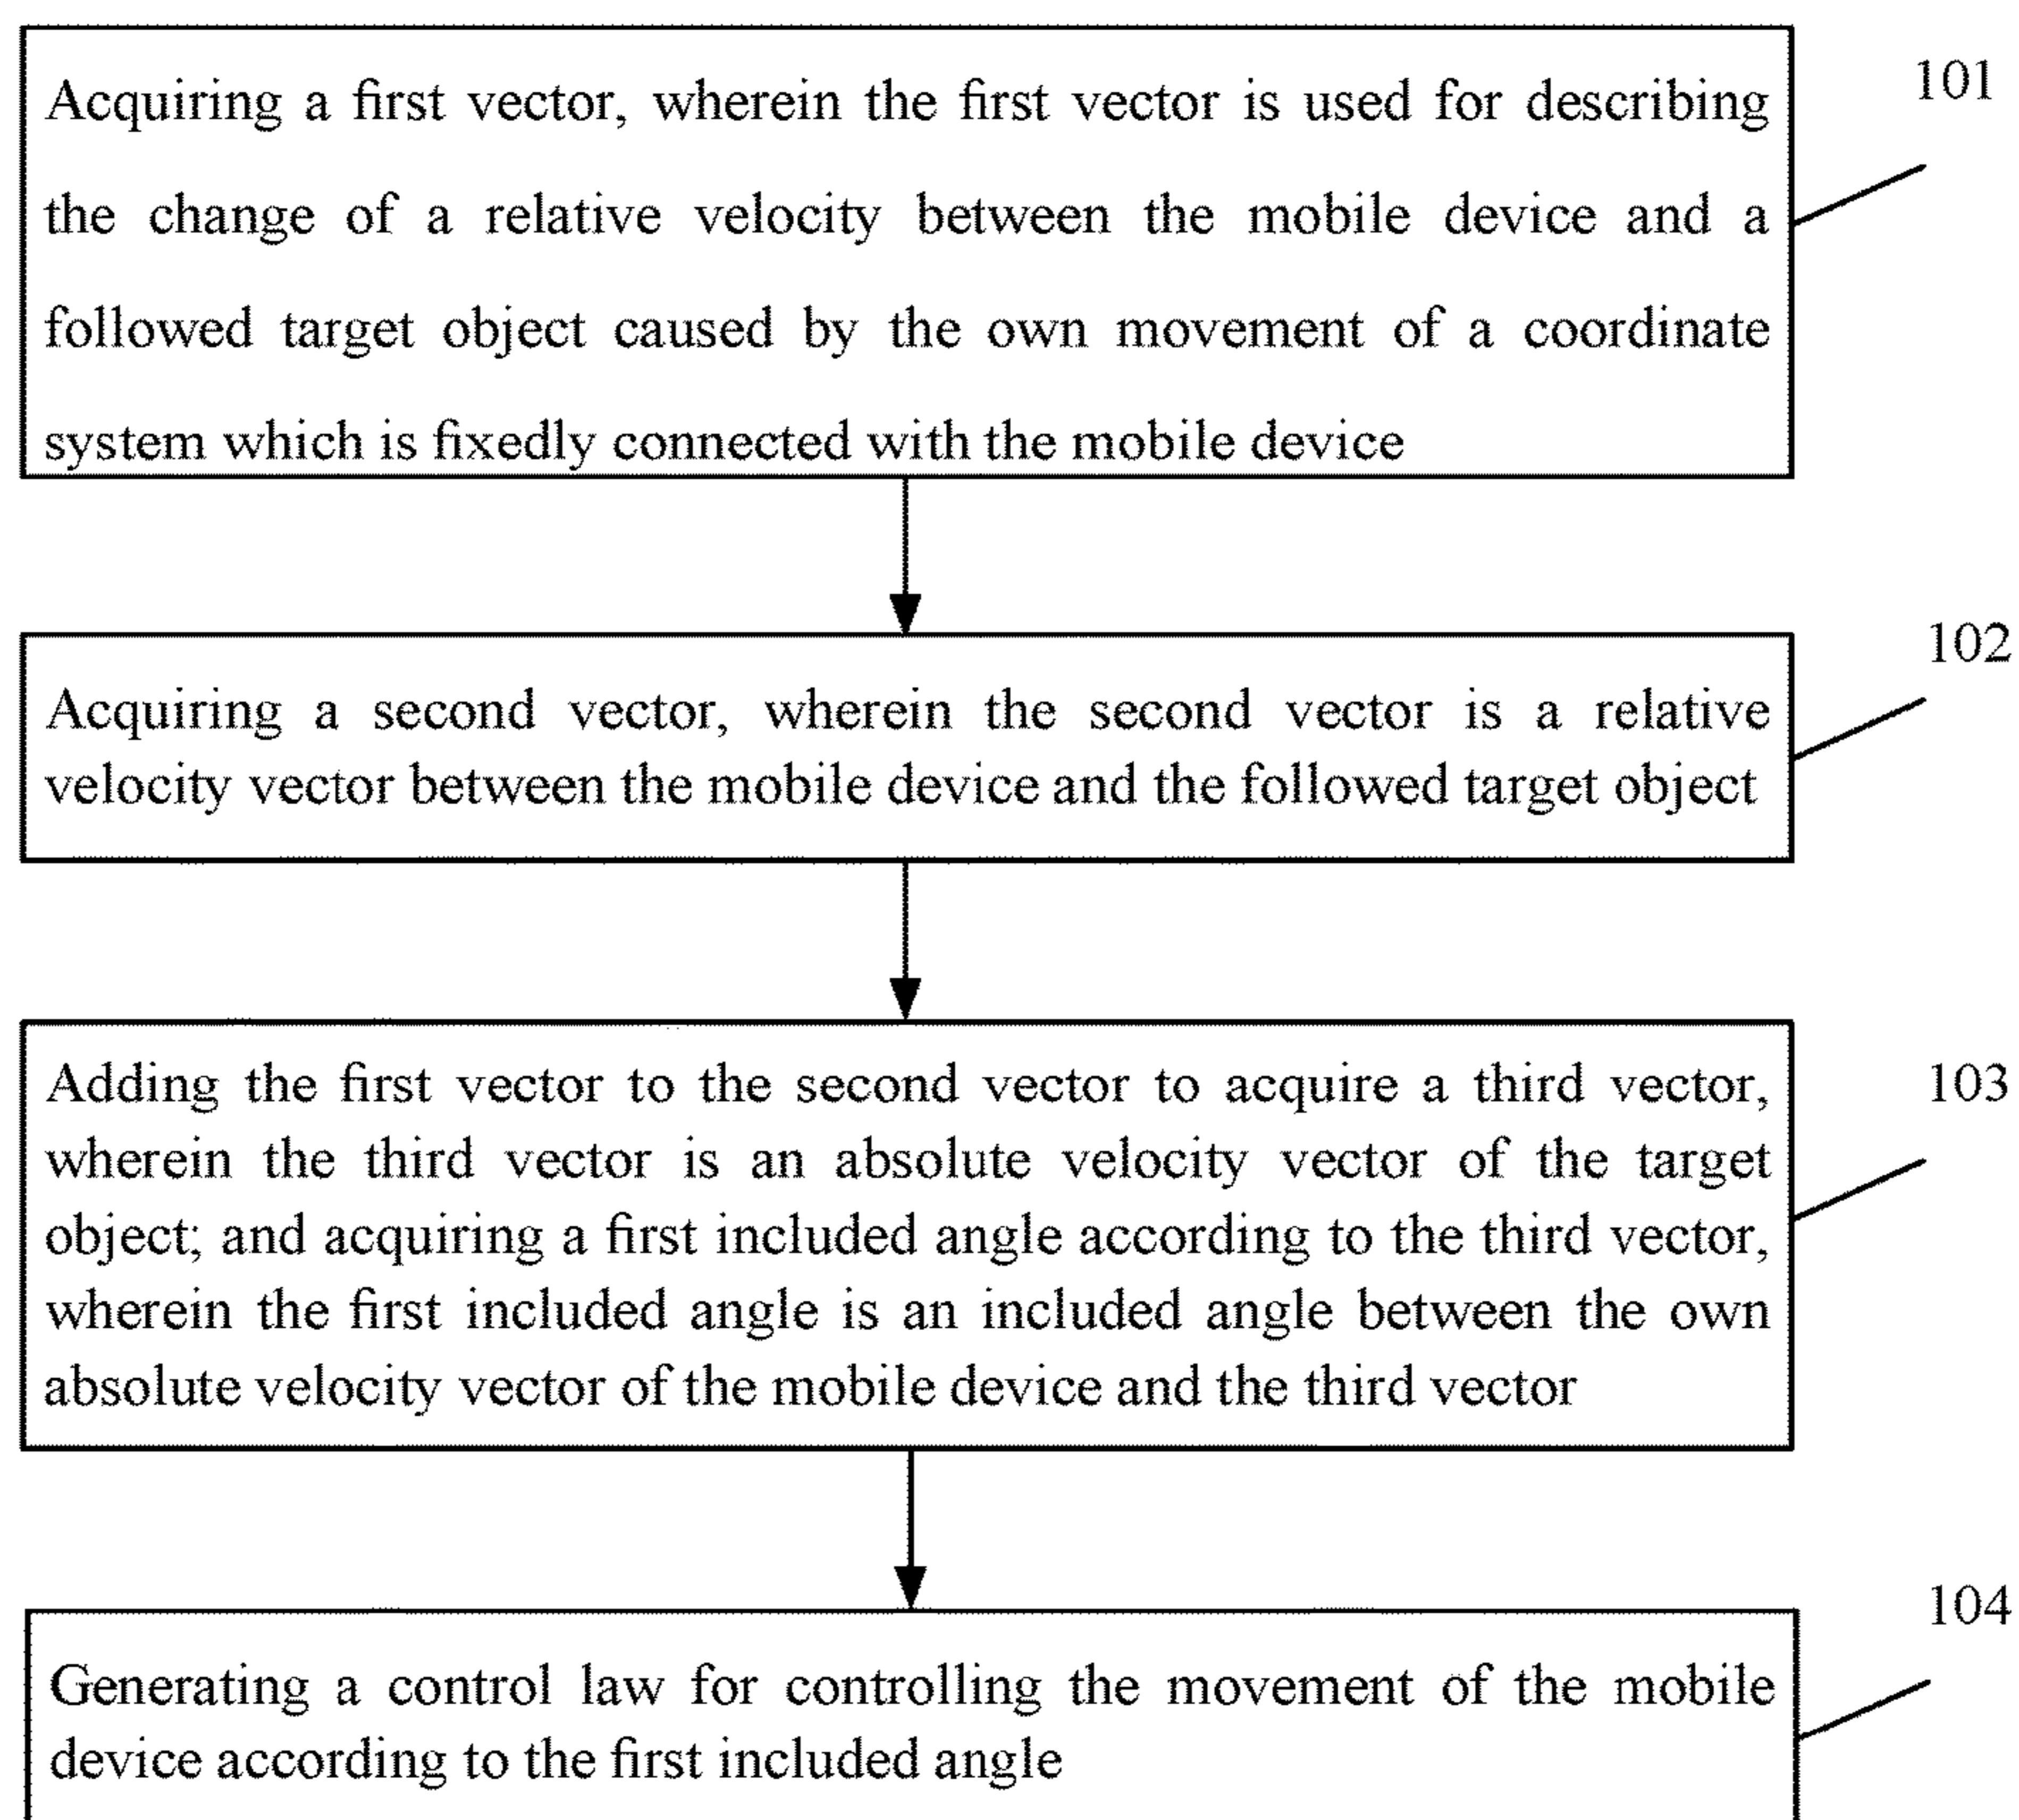 Acquiring a first vector, wherein the first vector is used for describing
101
the change of a relative velocity between the mobile device and a
followed target object caused by the own movement of a coordinate
system which is fixedly connected with the mobile device
102
Acquiring a second vector, wherein the second vector is a relative
velocity vector between the mobile device and the followed target object
103
Adding the first vector to the second vector to acquire a third vector,
wherein the third vector is an absolute velocity vector of the target
object; and acquiring a first included angle according to the third vector,
wherein the first included angle is an included angle between the own
absolute velocity vector of the mobile device and the third vector
104
Generating a control law for controlling the movement of the mobile
device according to the first included angle